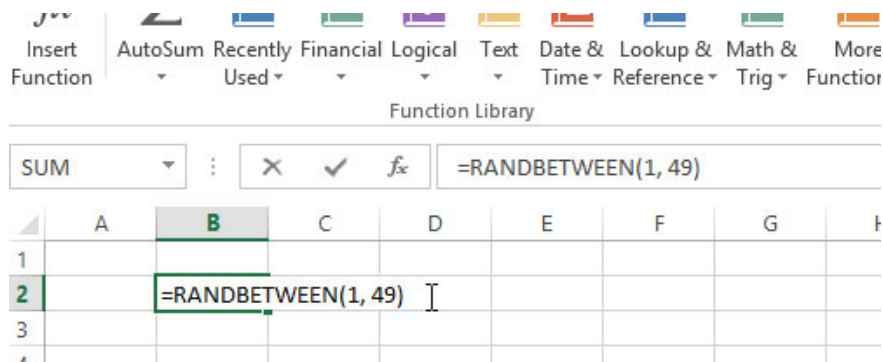 Insert AutoSum Recently Financial Logical Text Date & Lookup & Math & More
Function Used Time Reference Trig Function
Function Library
SUM fx =RANDBETWEEN(1, 49)
A B C D E F G
1
2 =RANDBETWEEN(1, 49)
3